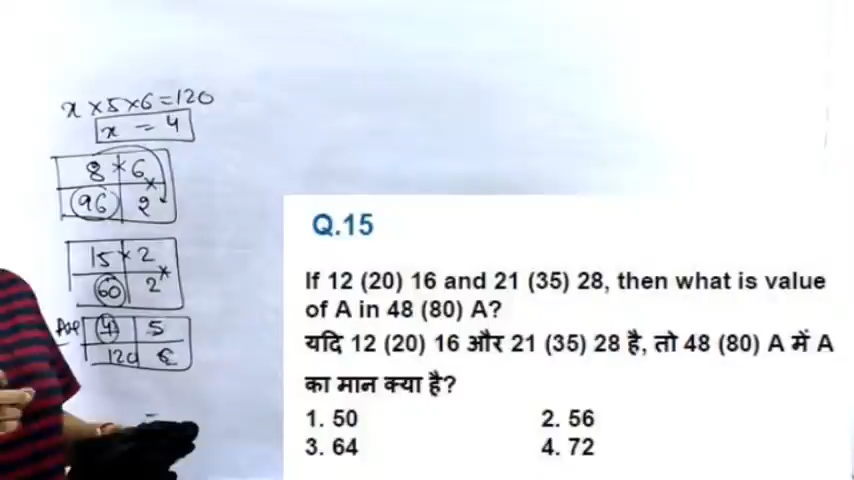 x × 5 × 6 = 120
x = 4
8 × 6
96 2
15 × 2
60 2
4 5
120 6
Q.15
If 12 (20) 16 and 21 (35) 28, then what is value
of A in 48 (80) A?
यदि 12 (20) 16 और 21 (35) 28 है, तो 48 (80) A में A
का मान क्या है?
1. 50 2. 56
3. 64 4. 72